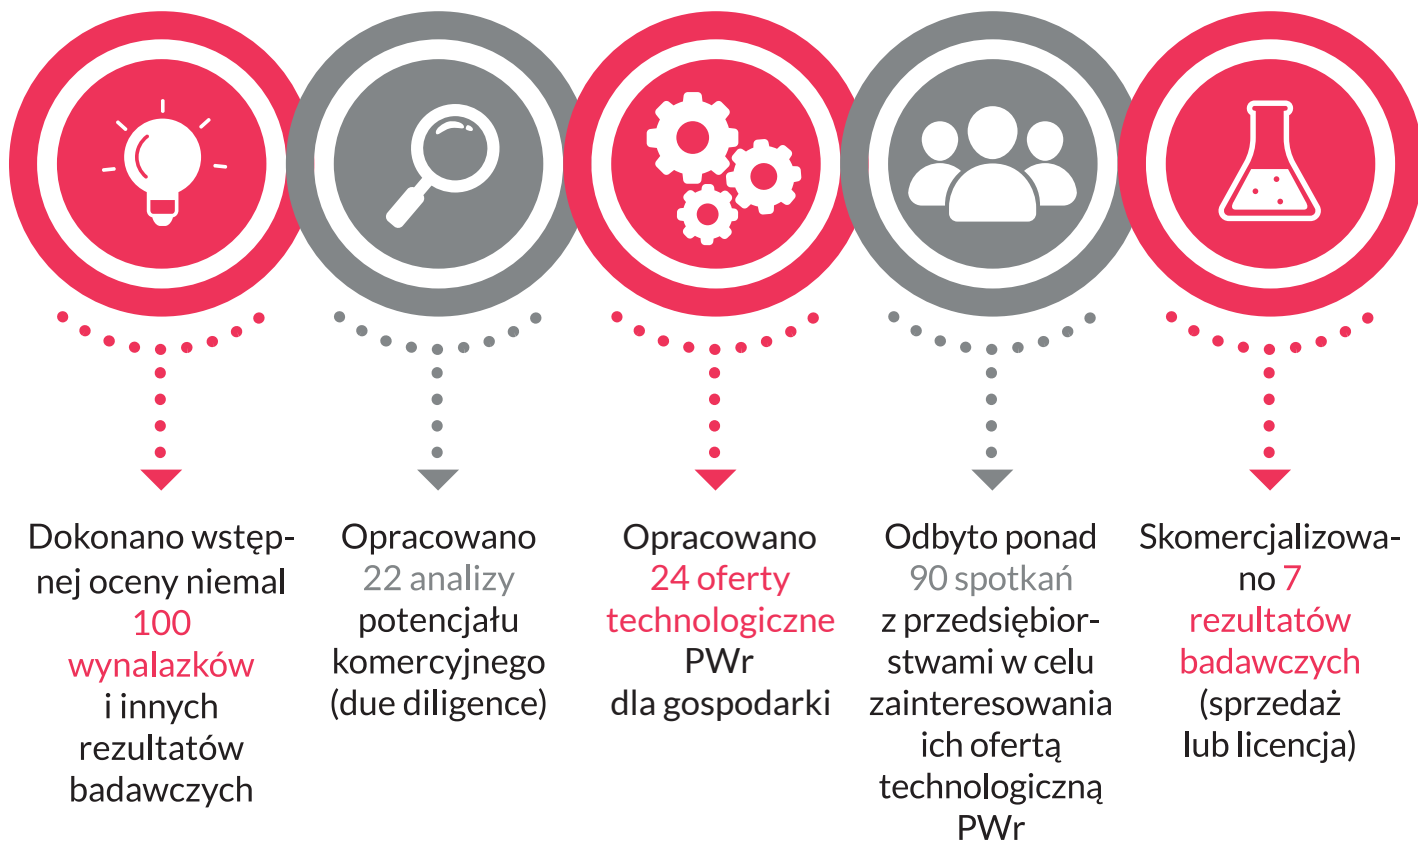 Dokonano wstęp-
nej oceny niemal
100
wynalazków
i innych
rezultatów
badawczych
Opracowano
22 analizy
potencjału
komercyjnego
(due diligence)
Opracowano
24 oferty
technologiczne
PWr
dla gospodarki
Odbyto ponad
90 spotkań
z przedsiębior-
stwami w celu
zainteresowania
ich ofertą
technologiczną
PWr
Skomercjalizowa-
no 7
rezultatów
badawczych
(sprzedaż
lub licencja)